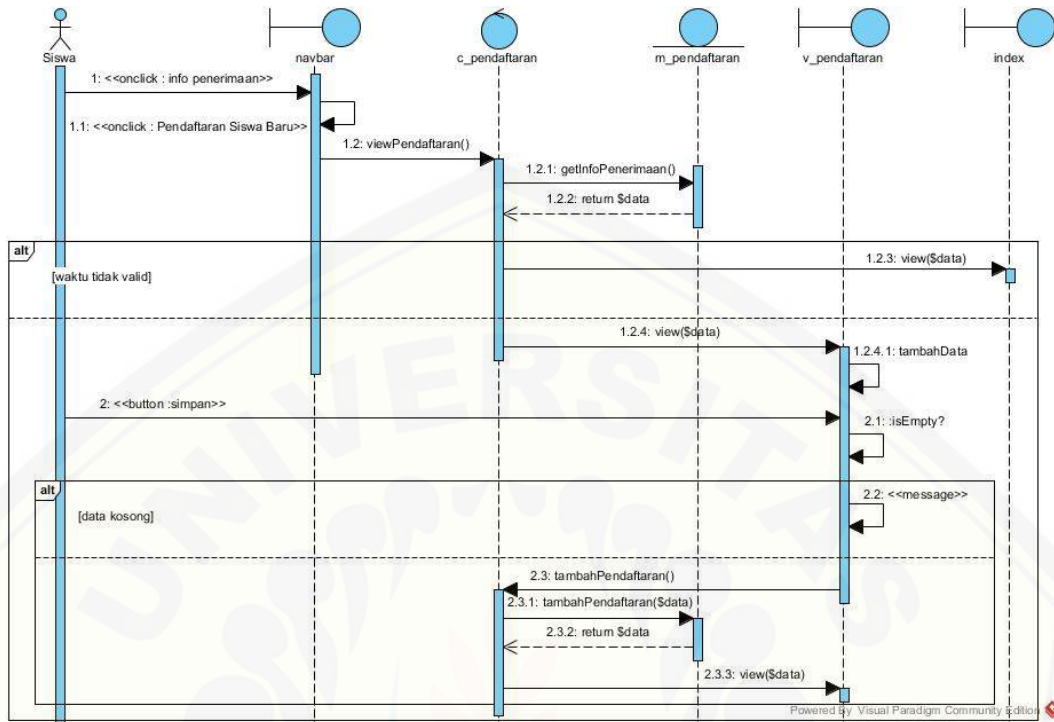 Siswa
navbar
c_pendaftaran
m_pendaftaran
v_pendaftaran
index
1: <<onclick : info penerimaan>>
1.1: <<onclick : Pendaftaran Siswa Baru>>
1.2: viewPendaftaran()
1.2.1: getInfoPenerimaan()
1.2.2: return $data
alt
[waktu tidak valid]
1.2.3: view($data)
1.2.4: view($data)
1.2.4.1: tambahData
2: <<button :simpan>>
2.1: :isEmpty?
alt
[data kosong]
2.2: <<message>>
2.3: tambahPendaftaran()
2.3.1: tambahPendaftaran($data)
2.3.2: return $data
2.3.3: view($data)
UNIVERSITAS
Powered By Visual Paradigm Community Edition